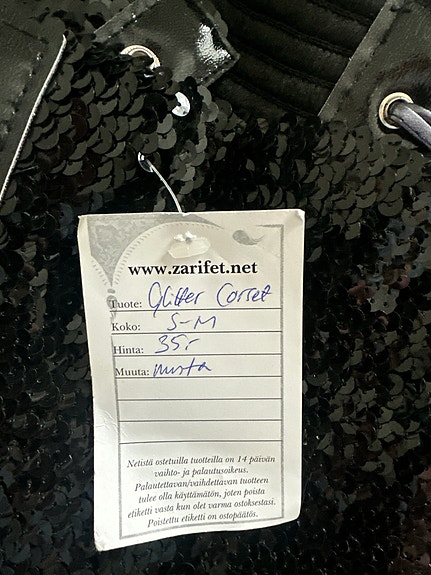 www.zarifet.net
Tuote: Glitter Corset
Koko: S-M
Hinta: 35,-
Muuta: musta
Netistä ostetuilla tuotteilla on 14 päivän
vaihto- ja palautusoikeus.
Palautettavan/vaihdettavan tuotteen
tulee olla käyttämätön, joten poista
etiketti vasta kun olet varma ostoksestasi.
Poistettu etiketti on ostopäätös.